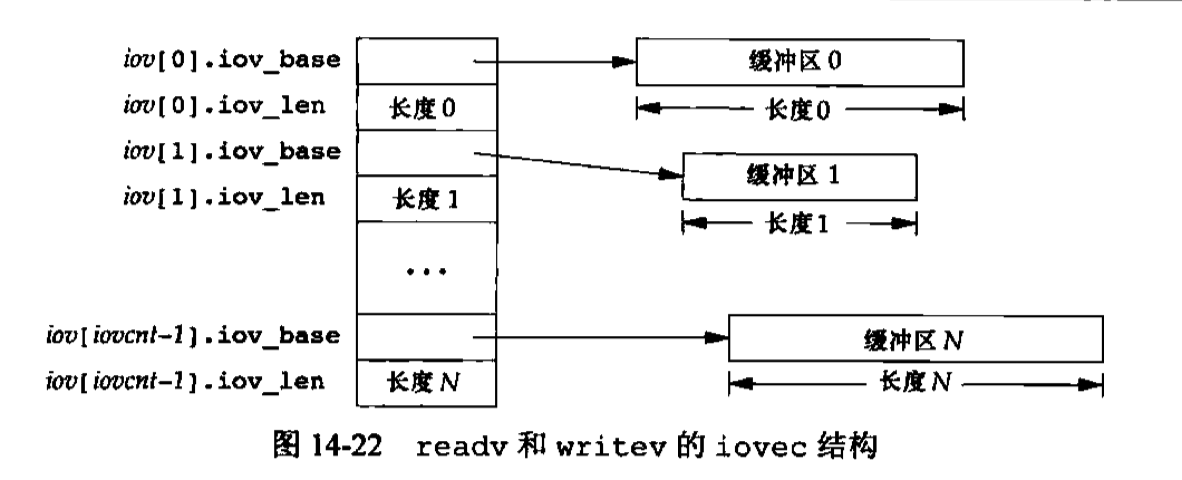 iov[0].iov_base
缓冲区 0
iov[0].iov_len 长度 0
长度0
iov[1].iov_base
缓冲区 1
iov[1].iov_len 长度 1
长度1
...
iov[iovcnt-1].iov_base
缓冲区 N
iov[iovcnt-1].iov_len 长度 N
长度 N
图 14-22 readv 和 writev 的 iovec 结构